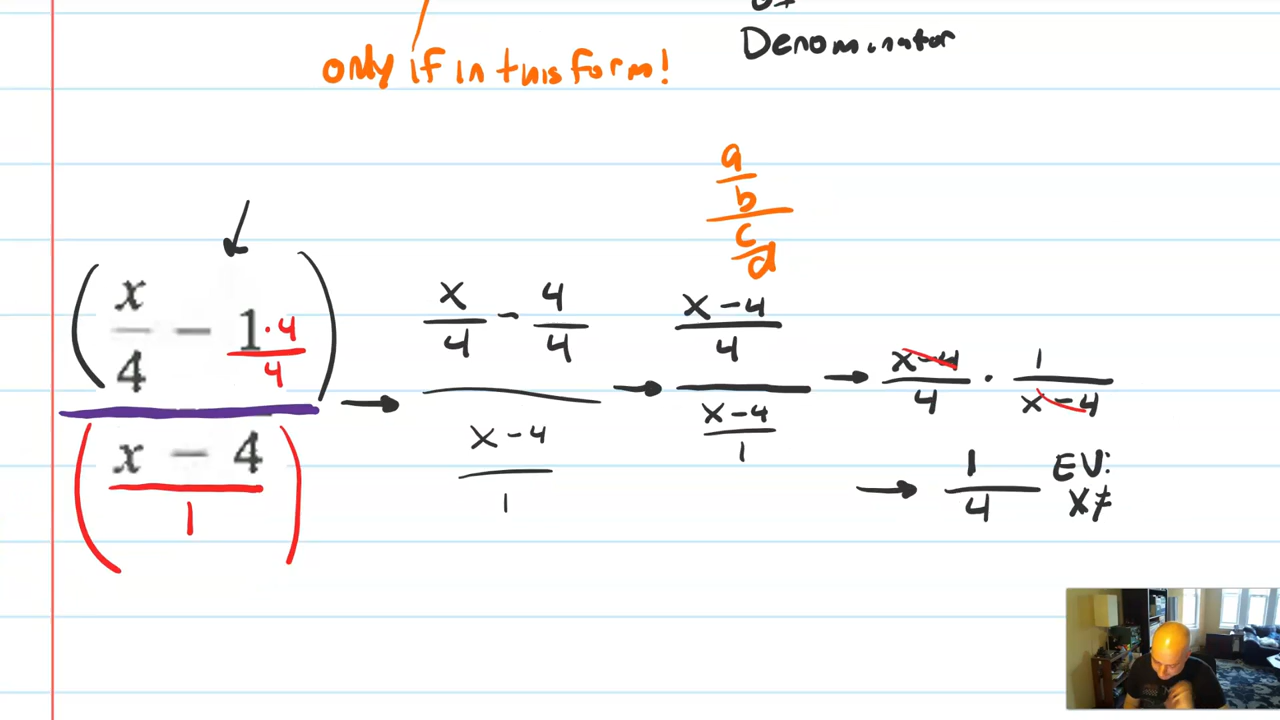 of
Denominator
only if in this form!
a
b
c
d
( x/4 - 1·4/4 )
( x - 4 / 1 )
→ x/4 - 4/4
x-4
1
→ x-4
4
x-4
1
→ x-4/4 · 1/x-4
→ 1/4 EV:
x≠